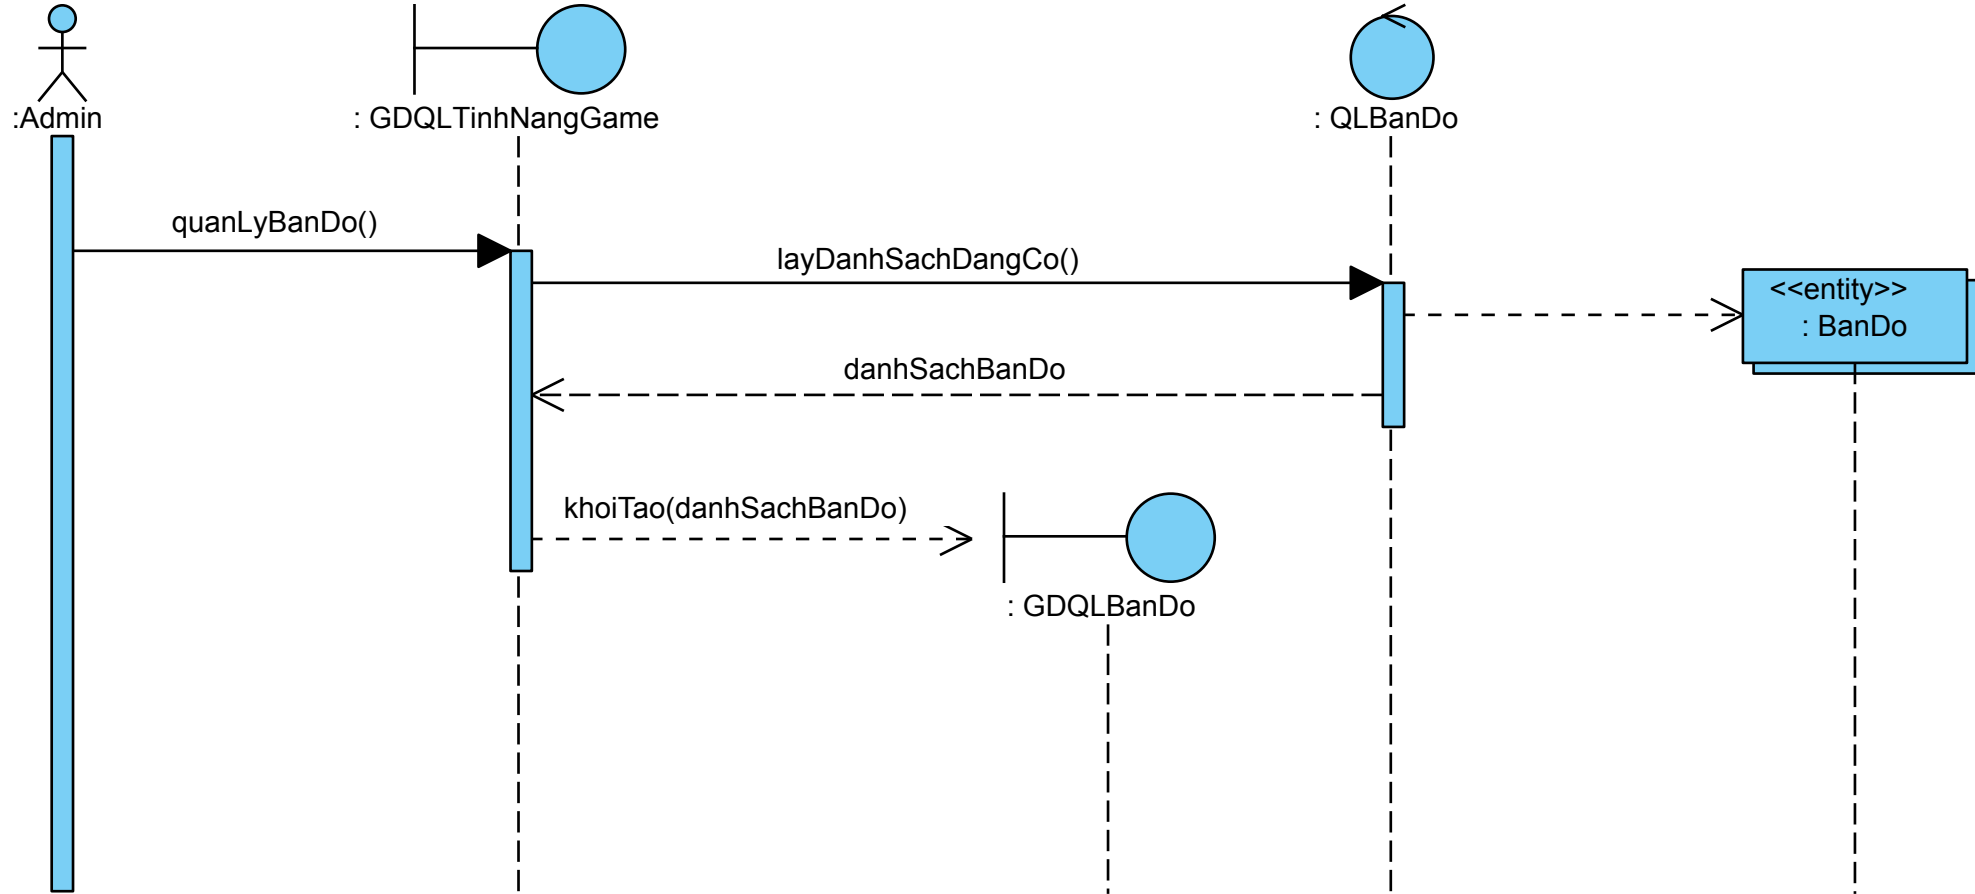 :Admin
: GDQLTinhNangGame
: QLBanDo
quanLyBanDo()
layDanhSachDangCo()
<<entity>>
: BanDo
danhSachBanDo
khoiTao(danhSachBanDo)
: GDQLBanDo